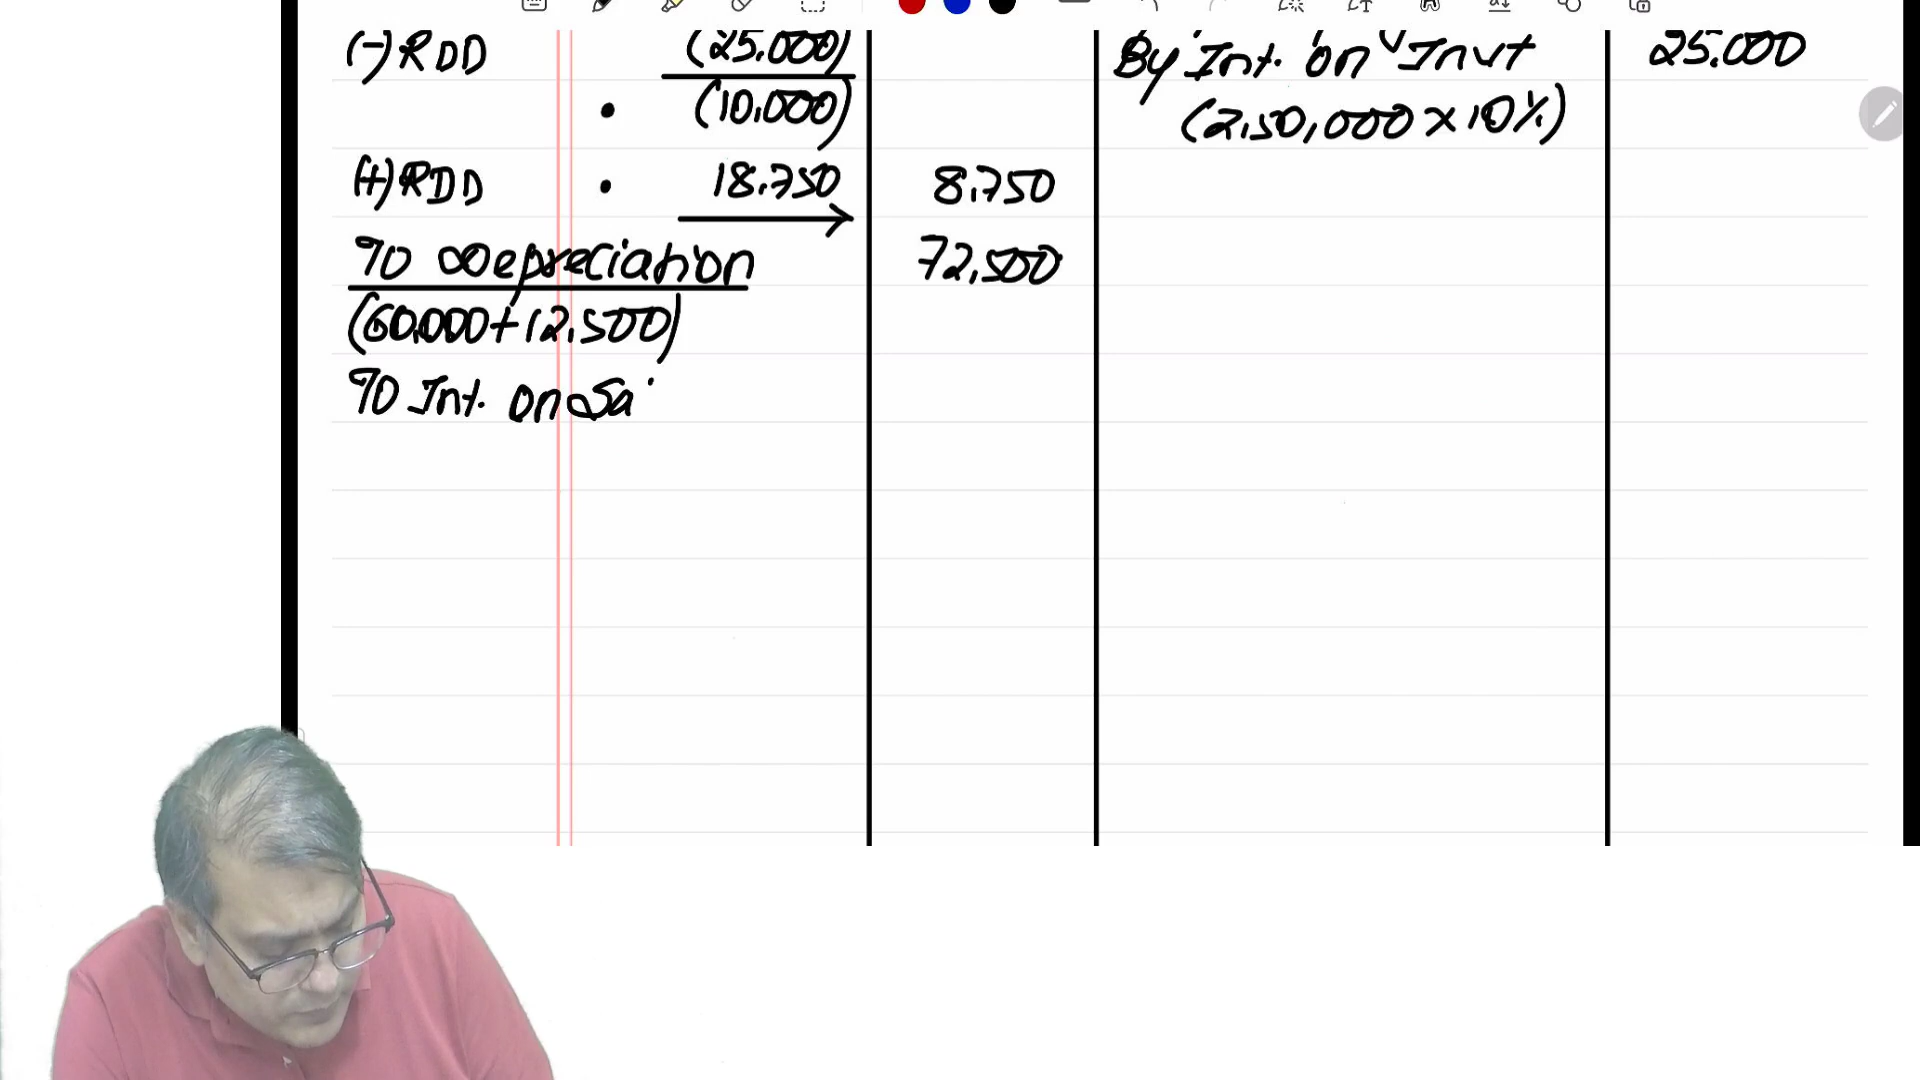 (-) RDD (25.000) By Int. on Invt 25.000
(10.000) (2,50,000 x 10%)
(+) RDD 18.750 8.750
To Depreciation 72,500
(60.000 + 12.500)
To Int. on Sa